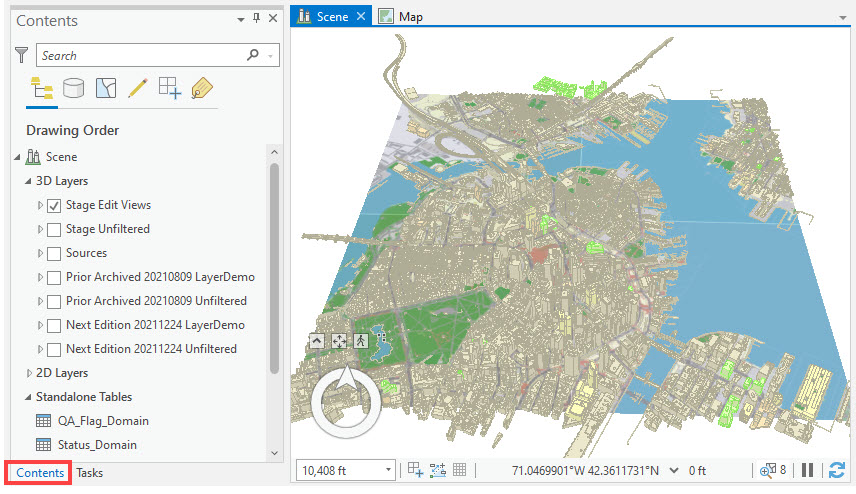 Contents
Search
Drawing Order
Scene
3D Layers
Stage Edit Views
Stage Unfiltered
Sources
Prior Archived 20210809 LayerDemo
Prior Archived 20210809 Unfiltered
Next Edition 20211224 LayerDemo
Next Edition 20211224 Unfiltered
2D Layers
Standalone Tables
QA_Flag_Domain
Status_Domain
Contents Tasks
Scene Map
10,408 ft 71.0469901°W 42.3611731°N 0 ft 8